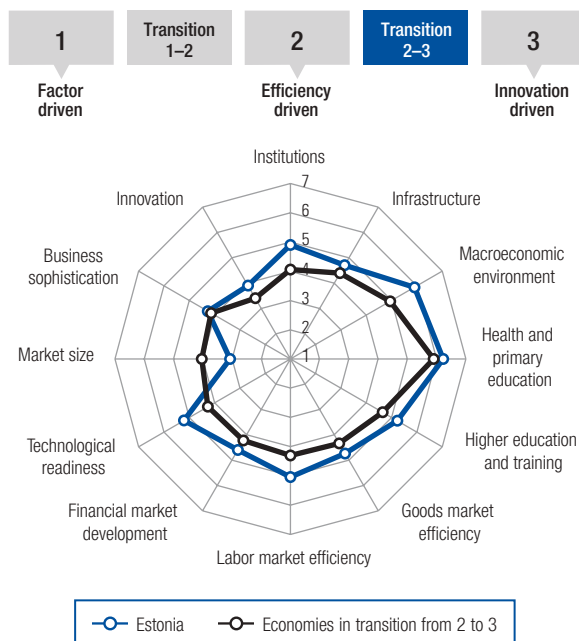 1
Transition
1–2
2
Transition
2–3
3
Factor
driven
Efficiency
driven
Innovation
driven
Institutions
Infrastructure
Macroeconomic
environment
Health and
primary
education
Higher education
and training
Goods market
efficiency
Labor market efficiency
Financial market
development
Technological
readiness
Market size
Business
sophistication
Innovation
7
6
5
4
3
2
1
Estonia
Economies in transition from 2 to 3